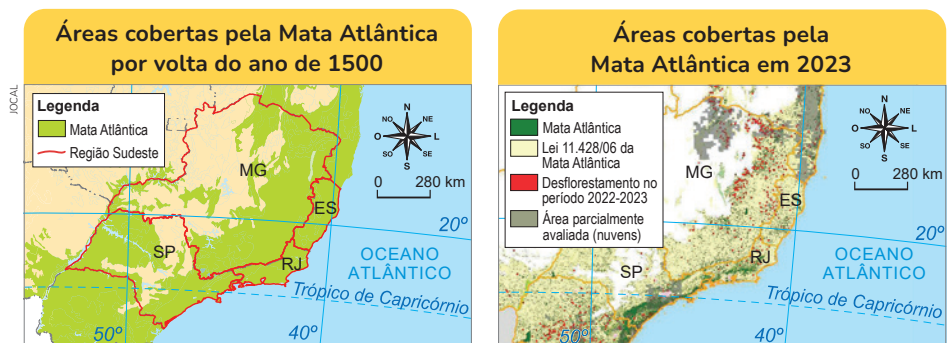 Áreas cobertas pela Mata Atlântica
por volta do ano de 1500
JOCAL
Legenda
Mata Atlântica
Região Sudeste
N
NO
NE
O
L
SO
SE
S
0
280 km
MG
ES
SP
RJ
20º
OCEANO
ATLÂNTICO
Trópico de Capricórnio
50º
40º
Áreas cobertas pela
Mata Atlântica em 2023
Legenda
Mata Atlântica
Lei 11.428/06 da
Mata Atlântica
Desflorestamento no
período 2022-2023
Área parcialmente
avaliada (nuvens)
N
NO
NE
O
L
SO
SE
S
0
280 km
MG
ES
20º
RJ
SP
OCEANO
ATLÂNTICO
Trópico de Capricórnio
50º
40º